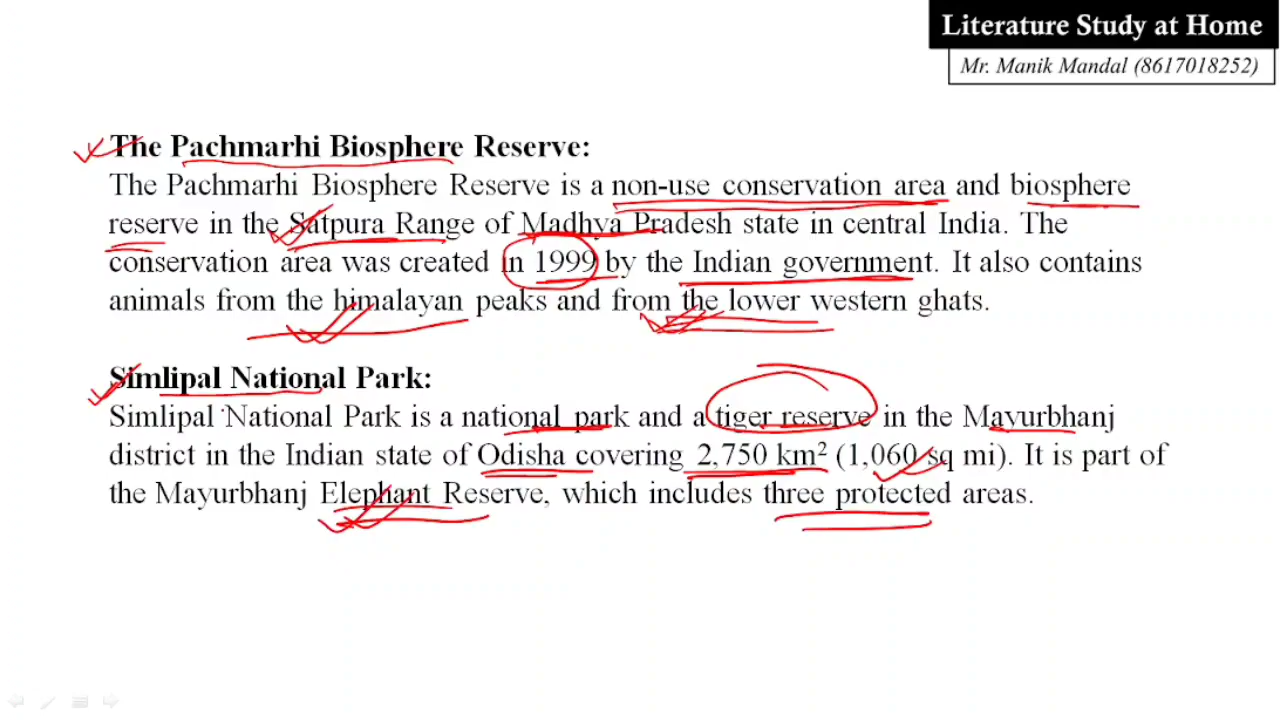 Literature Study at Home
Mr. Manik Mandal (8617018252)
The Pachmarhi Biosphere Reserve:
The Pachmarhi Biosphere Reserve is a non-use conservation area and biosphere
reserve in the Satpura Range of Madhya Pradesh state in central India. The
conservation area was created in 1999 by the Indian government. It also contains
animals from the himalayan peaks and from the lower western ghats.
Simlipal National Park:
Simlipal National Park is a national park and a tiger reserve in the Mayurbhanj
district in the Indian state of Odisha covering 2,750 km² (1,060 sq mi). It is part of
the Mayurbhanj Elephant Reserve, which includes three protected areas.